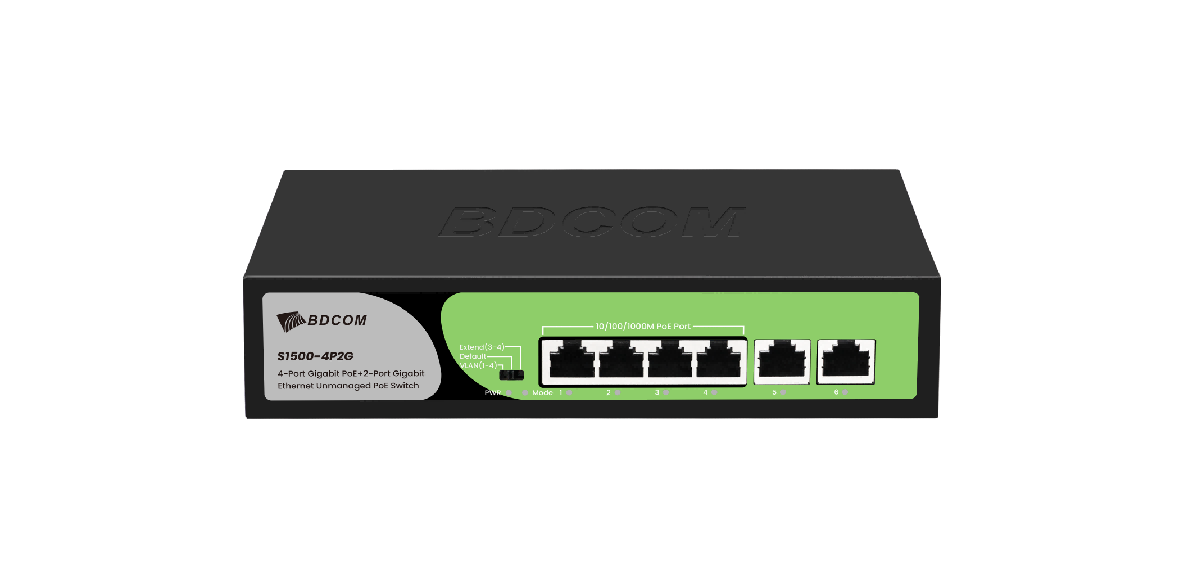 BDCOM
BDCOM
S1500-4P2G
4-Port Gigabit PoE+2-Port Gigabit
Ethernet Unmanaged PoE Switch
10/100/1000M PoE Port
Extend(3-4)
Default
VLAN(1-4)
PWR Mode 1 2 3 4 5 6